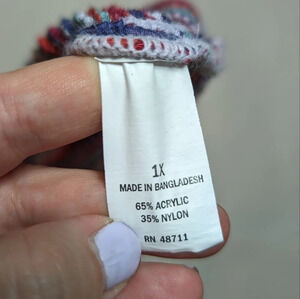 1X
MADE IN BANGLADESH
65% ACRYLIC
35% NYLON
RN 48711